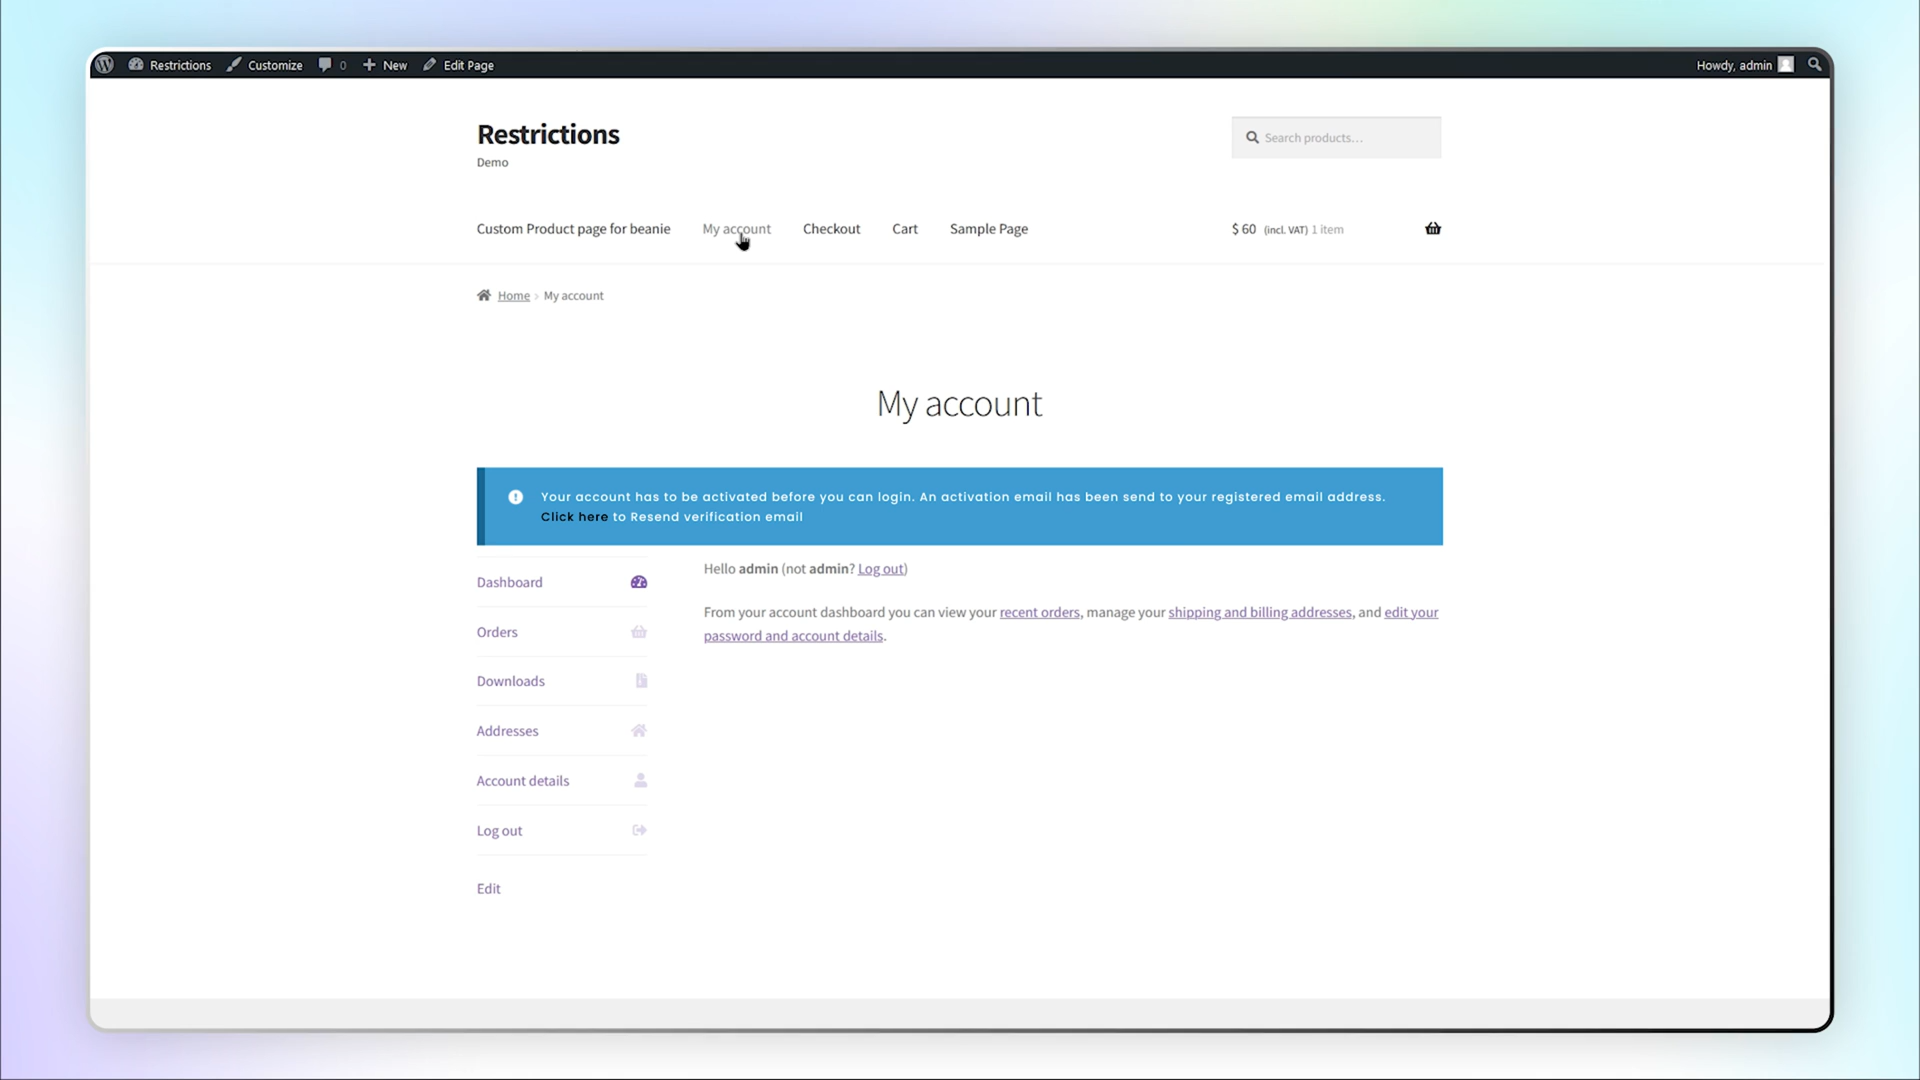 Restrictions Customize 0 New Edit Page Howdy, admin
Restrictions
Demo
Search products...
Custom Product page for beanie My account Checkout Cart Sample Page $ 60 (incl. VAT) 1 item
Home › My account
My account
Your account has to be activated before you can login. An activation email has been send to your registered email address.
Click here to Resend verification email
Hello admin (not admin? Log out)
From your account dashboard you can view your recent orders, manage your shipping and billing addresses, and edit your
password and account details.
Dashboard
Orders
Downloads
Addresses
Account details
Log out
Edit